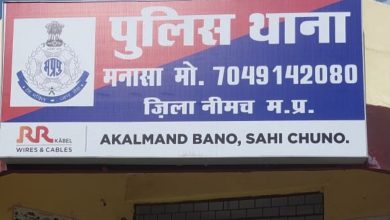 पुलिस थाना
मनासा मो. 7049142080
ज़िला नीमच म.प्र.
RR KABEL
WIRES & CABLES
AKALMAND BANO, SAHI CHUNO.